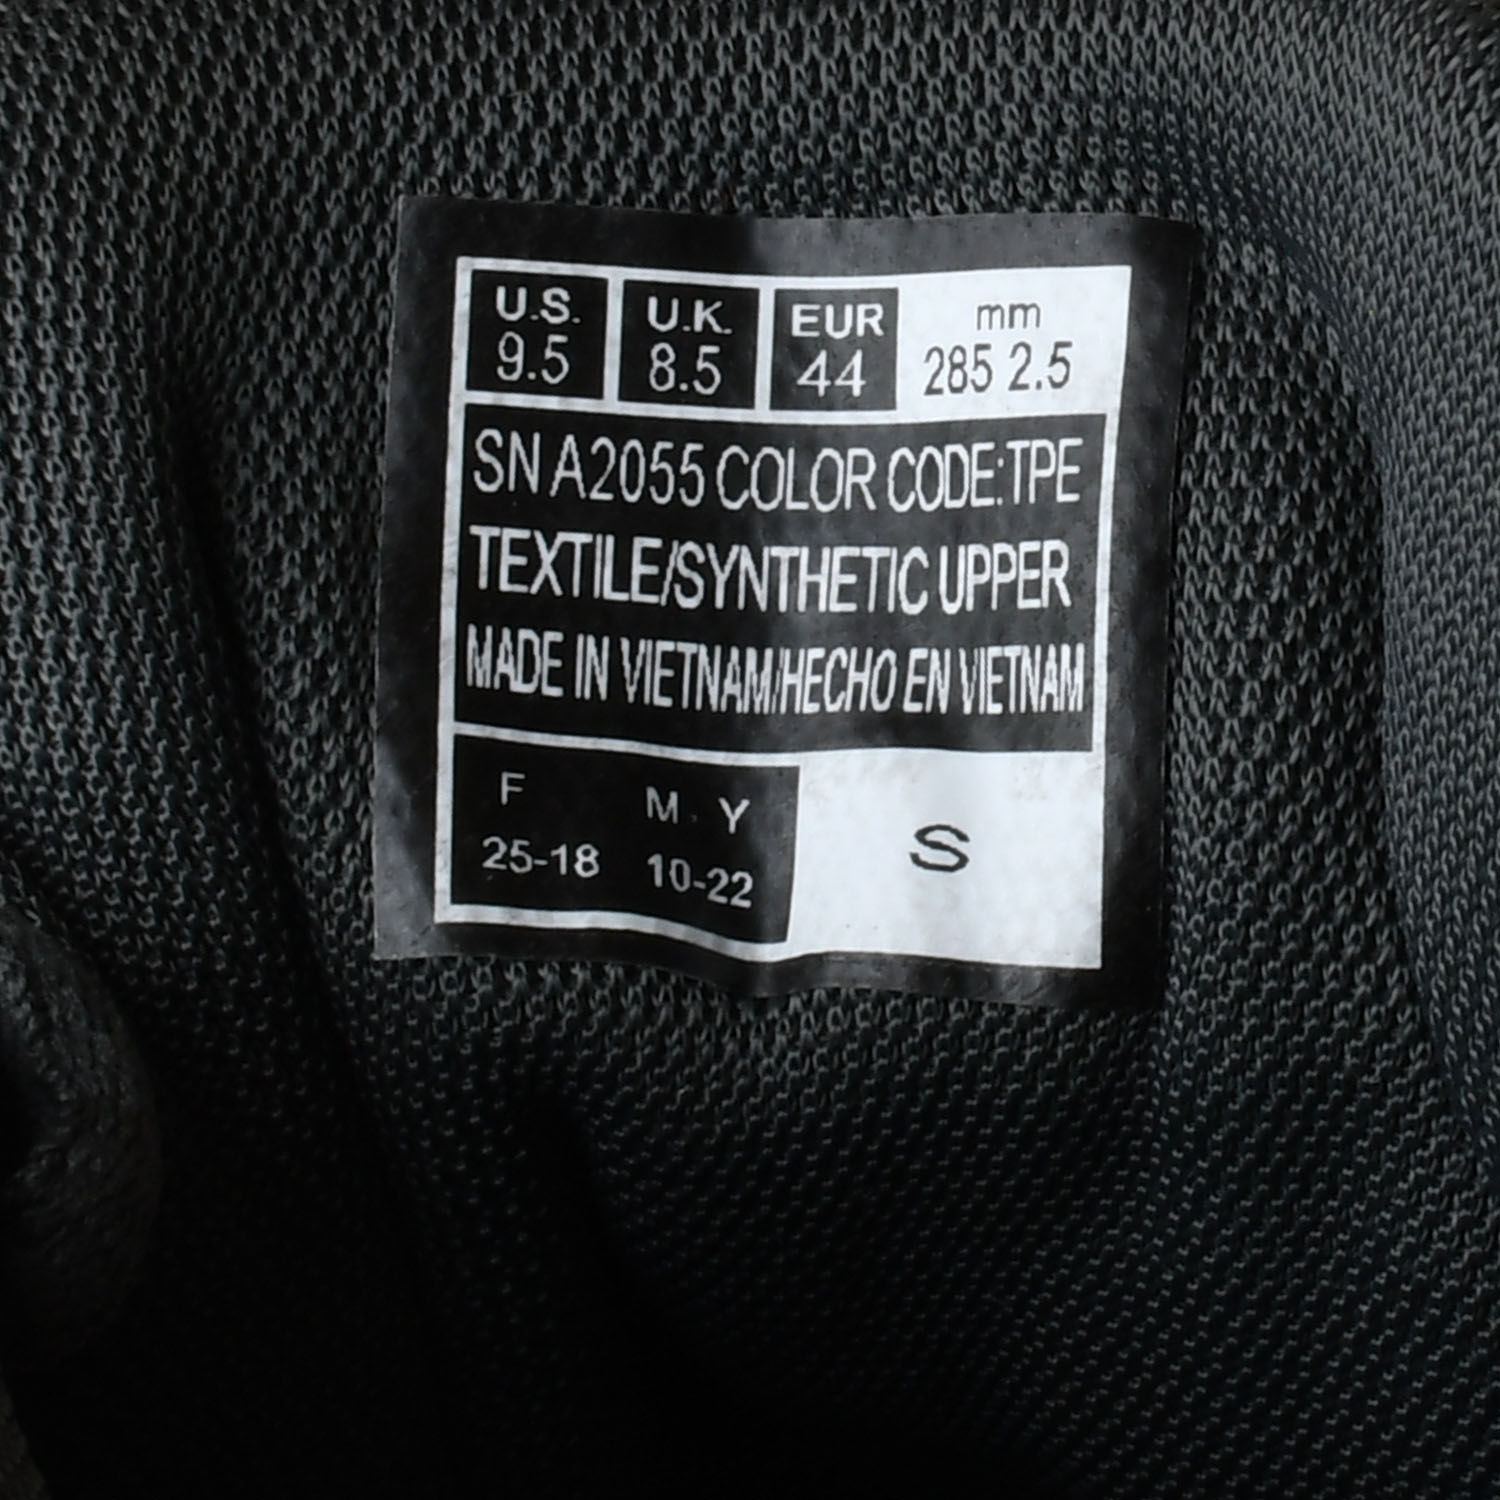 U.S. U.K. EUR mm
9.5 8.5 44 285 2.5
SN A2055 COLOR CODE:TPE
TEXTILE/SYNTHETIC UPPER
MADE IN VIETNAM/HECHO EN VIETNAM
F M Y
25-18 10-22
S